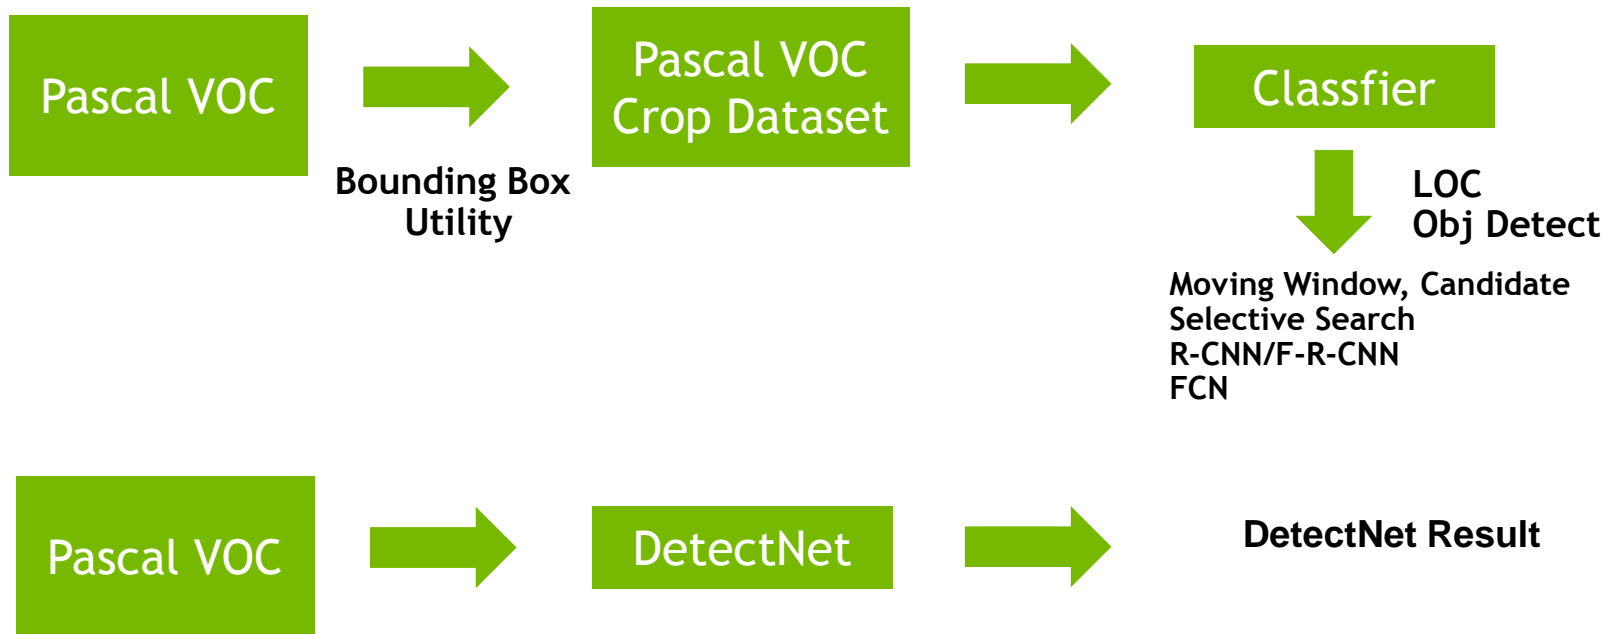 Pascal VOC
Bounding Box
Utility
Pascal VOC
Crop Dataset
Classfier
LOC
Obj Detect
Moving Window, Candidate
Selective Search
R-CNN/F-R-CNN
FCN
Pascal VOC
DetectNet
DetectNet Result